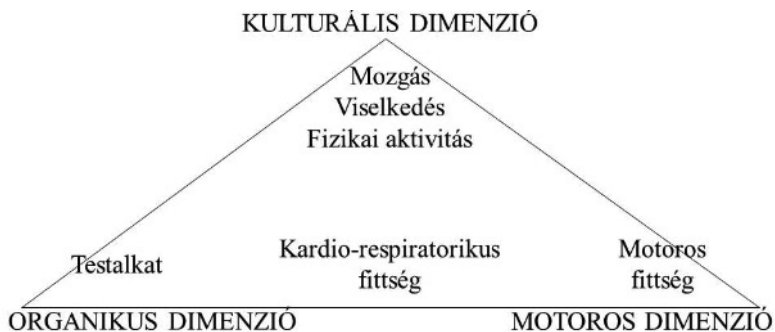 KULTURÁLIS DIMENZIÓ
Mozgás
Viselkedés
Fizikai aktivitás
Testalkat
Kardio-respiratorikus
fittség
Motoros
fittség
ORGANIKUS DIMENZIÓ
MOTOROS DIMENZIÓ